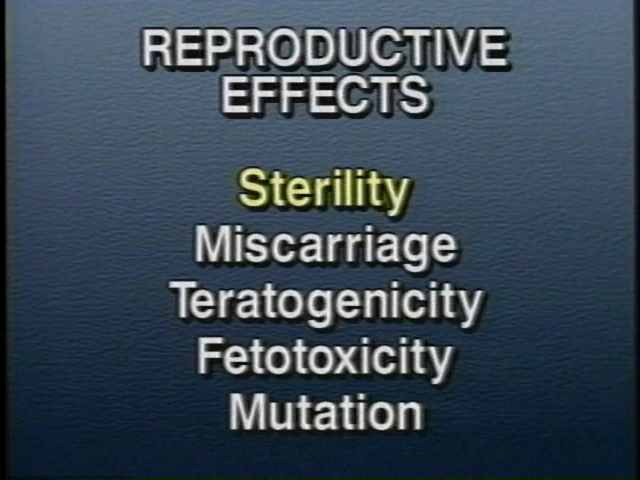 REPRODUCTIVE
EFFECTS
Sterility
Miscarriage
Teratogenicity
Fetotoxicity
Mutation